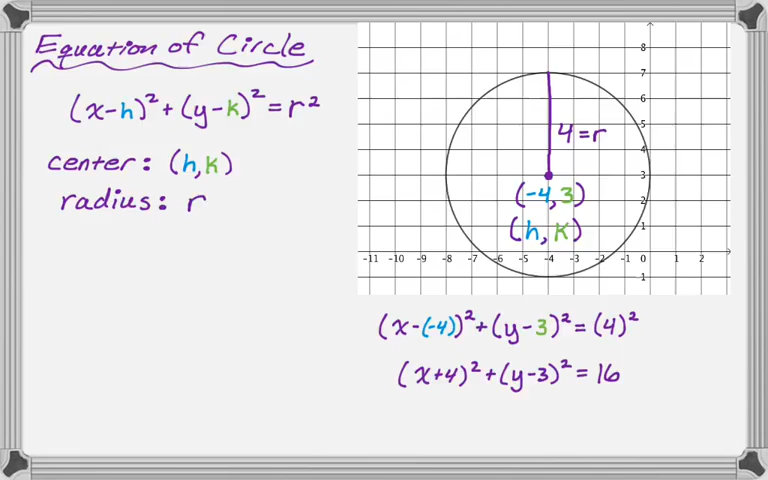 Equation of Circle
(x-h)² + (y-k)² = r²
center: (h,k)
radius: r
8
7
6
5
4
3
2
1
-11 -10 -9 -8 -7 -6 -5 -4 -3 -2 -1 1 2
-1
4=r
(-4,3)
(h,k)
(x-(-4))² + (y-3)² = (4)²
(x+4)² + (y-3)² = 16